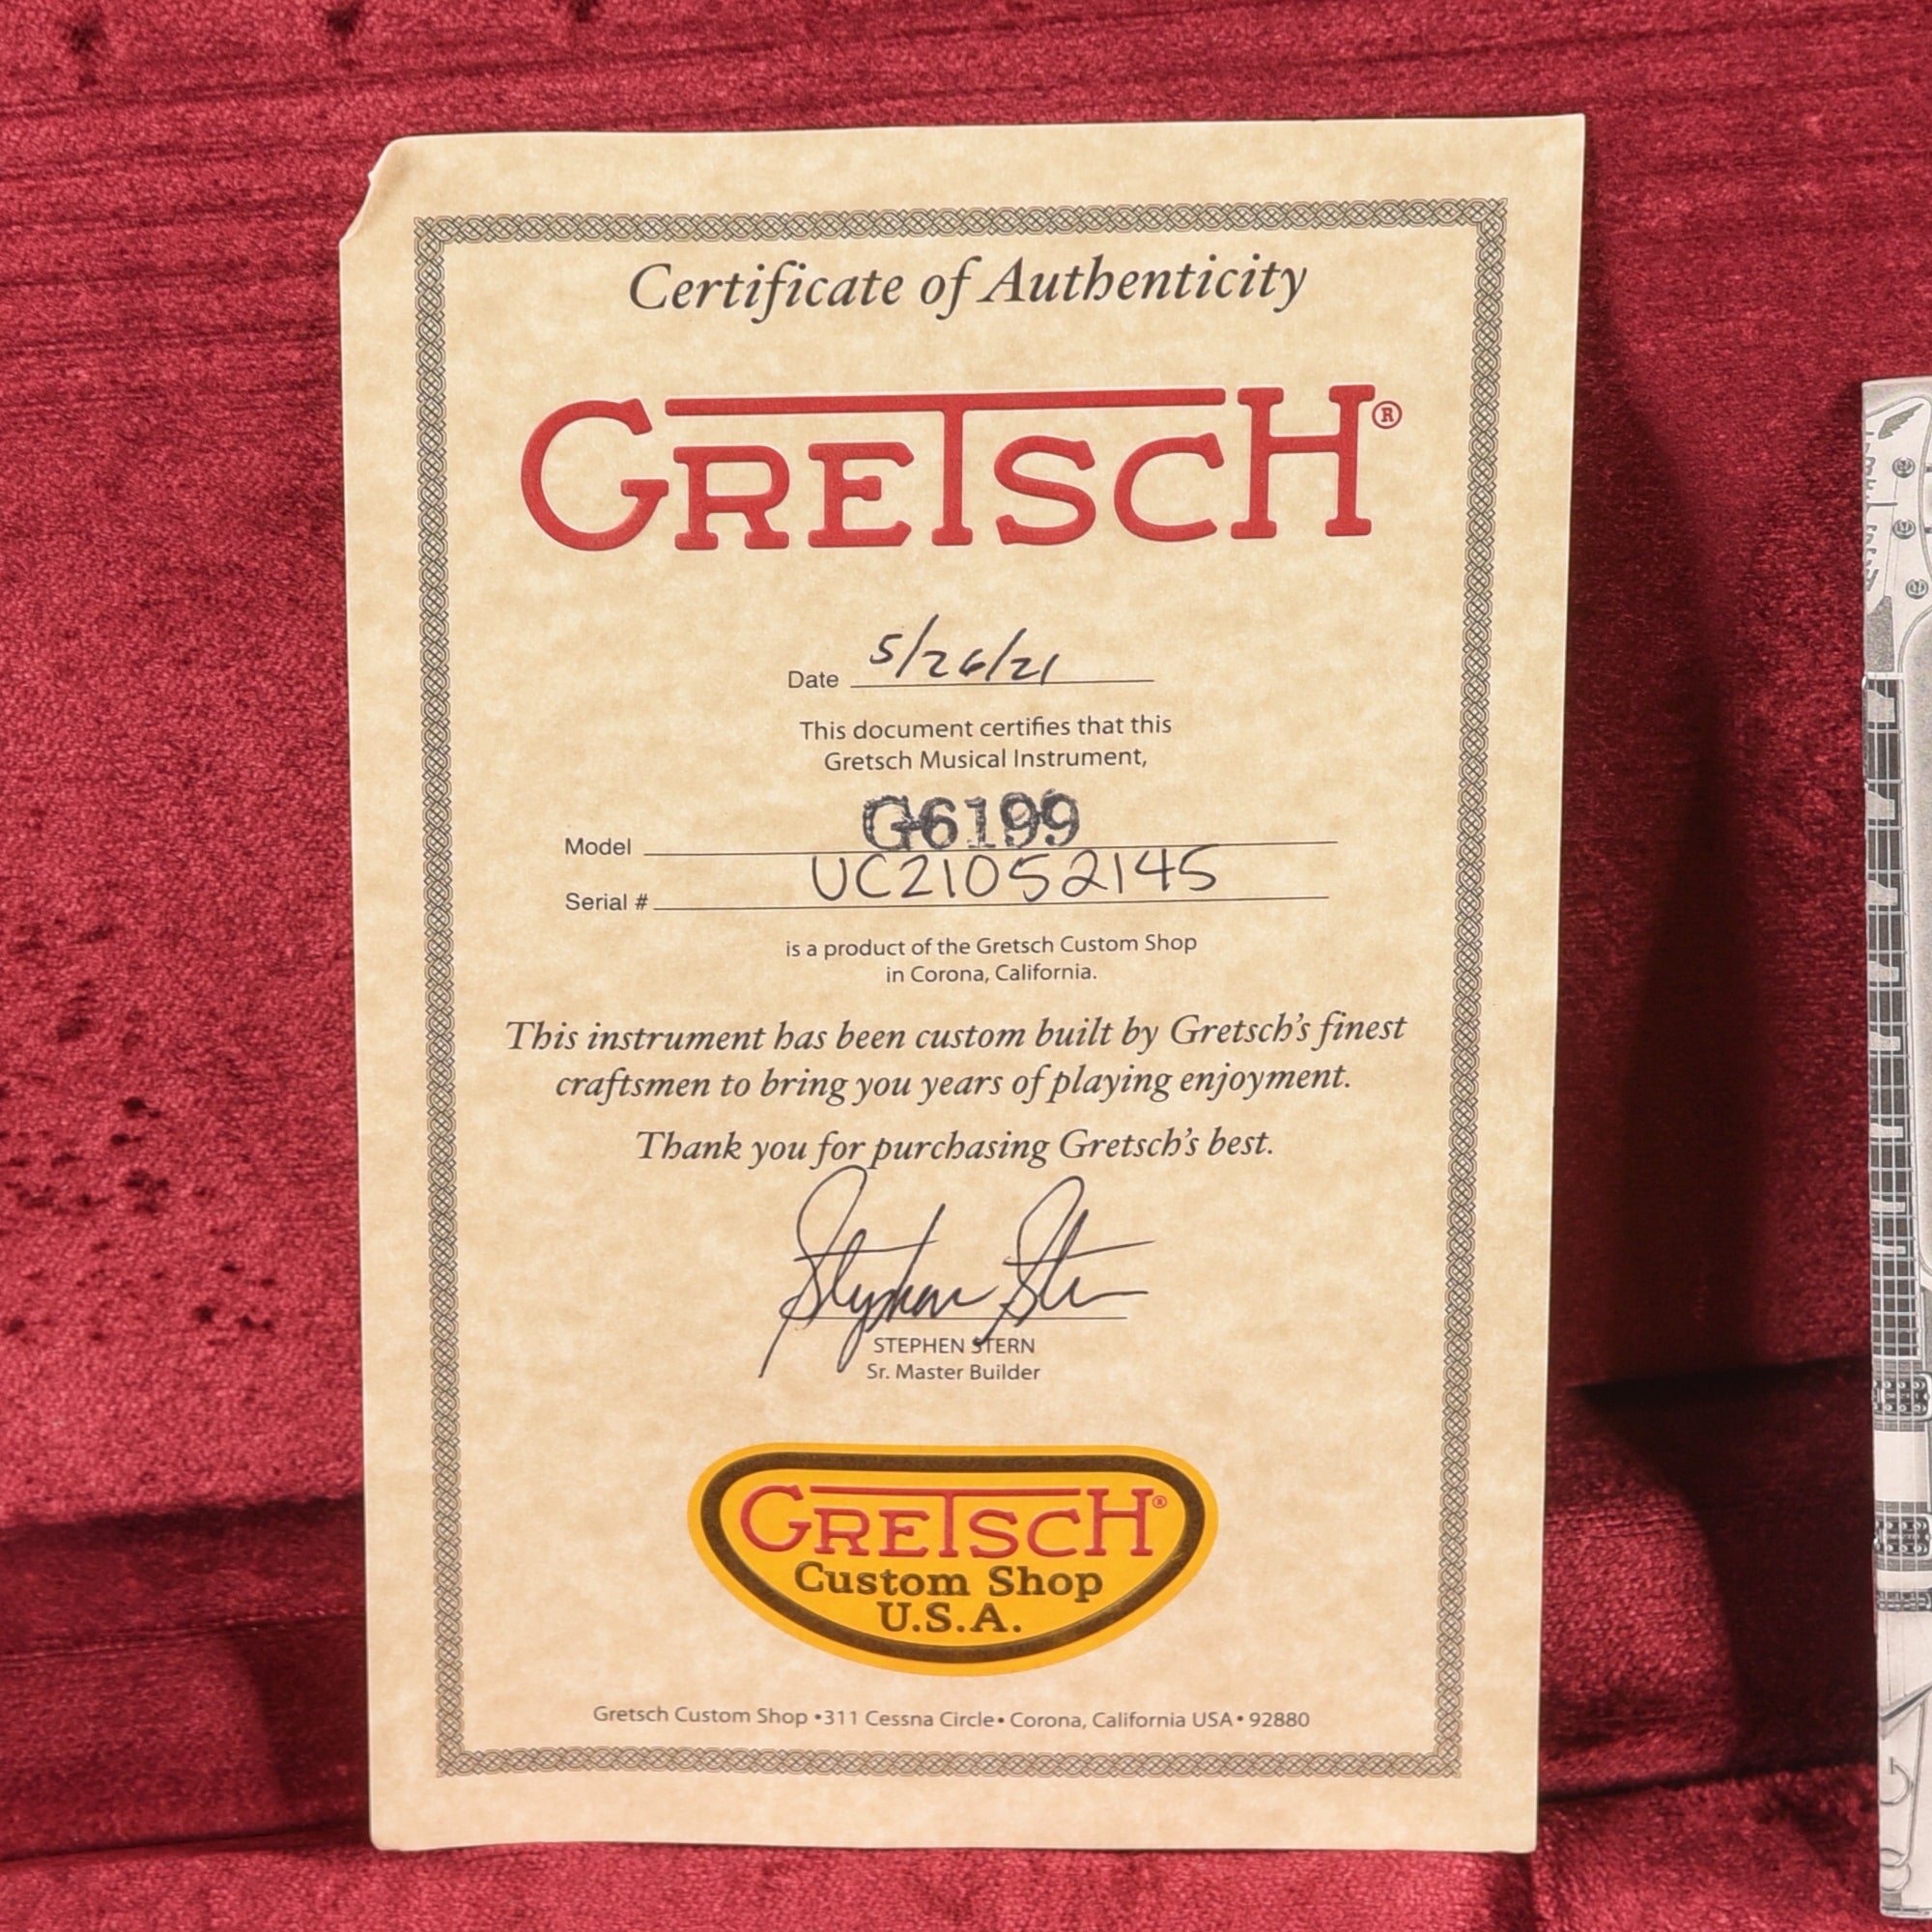 Certificate of Authenticity
GRETSCH®
Date 5/26/21
This document certifies that this
Gretsch Musical Instrument,
Model G6199
Serial # UC21052145
is a product of the Gretsch Custom Shop
in Corona, California.
This instrument has been custom built by Gretsch's finest
craftsmen to bring you years of playing enjoyment.
Thank you for purchasing Gretsch's best.
Stephen Stern
STEPHEN STERN
Sr. Master Builder
GRETSCH®
Custom Shop
U.S.A.
Gretsch Custom Shop •311 Cessna Circle• Corona, California USA• 92880